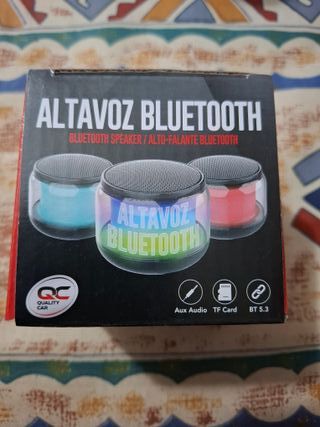 ALTAVOZ BLUETOOTH
BLUETOOTH SPEAKER / ALTO-FALANTE BLUETOOTH
ALTAVOZ
BLUETOOTH
QC
QUALITY
CAR
Aux Audio TF Card BT 5.3